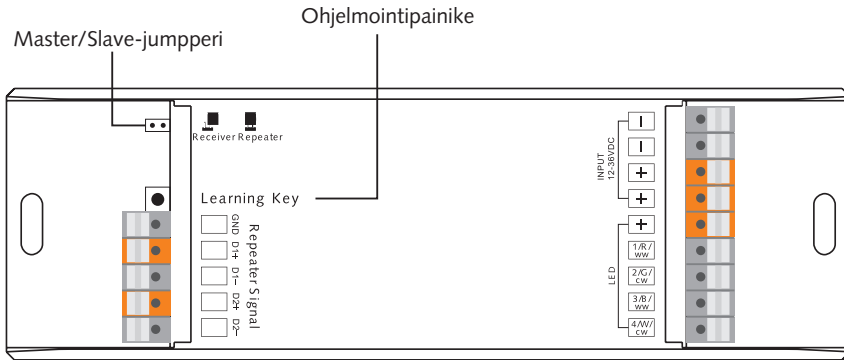 Ohjelmointipainike
Master/Slave-jumpperi
Receiver Repeater
Learning Key
GND
D1+
D1-
D2+
D2-
Repeater Signal
INPUT
12-36VDC
−
−
+
+
+
LED
1/R/
ww
2/G/
cw
3/B/
ww
4/W/
cw